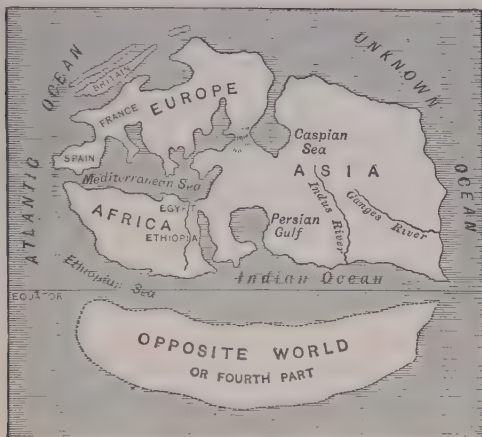 ATLANTIC OCEAN
UNKNOWN OCEAN
BRITAIN
FRANCE
EUROPE
SPAIN
Caspian
Sea
ASIA
Mediterranean Sea
EGYPT
AFRICA
ETHIOPIA
Persian
Gulf
Indus River
Ganges River
Ethiopian Sea
Indian Ocean
EQUATOR
OPPOSITE WORLD
OR FOURTH PART